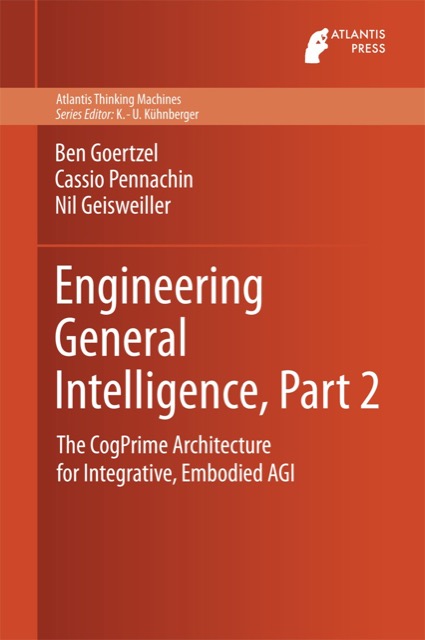 ATLANTIS
PRESS
Atlantis Thinking Machines
Series Editor: K.-U. Kühnberger
Ben Goertzel
Cassio Pennachin
Nil Geisweiller
Engineering
General
Intelligence, Part 2
The CogPrime Architecture
for Integrative, Embodied AGI